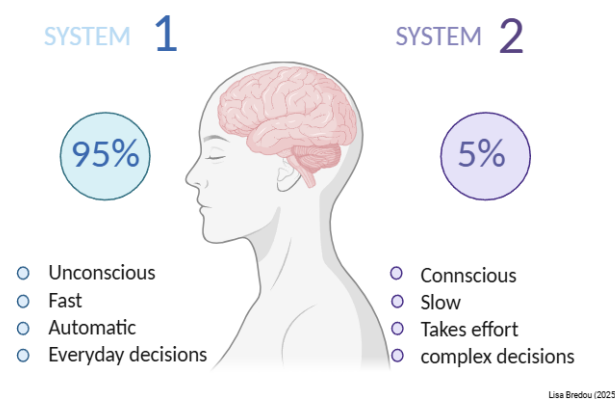 SYSTEM 1
SYSTEM 2
95%
5%
Unconscious
Fast
Automatic
Everyday decisions
Connscious
Slow
Takes effort
complex decisions
Lisa Bredou (2025